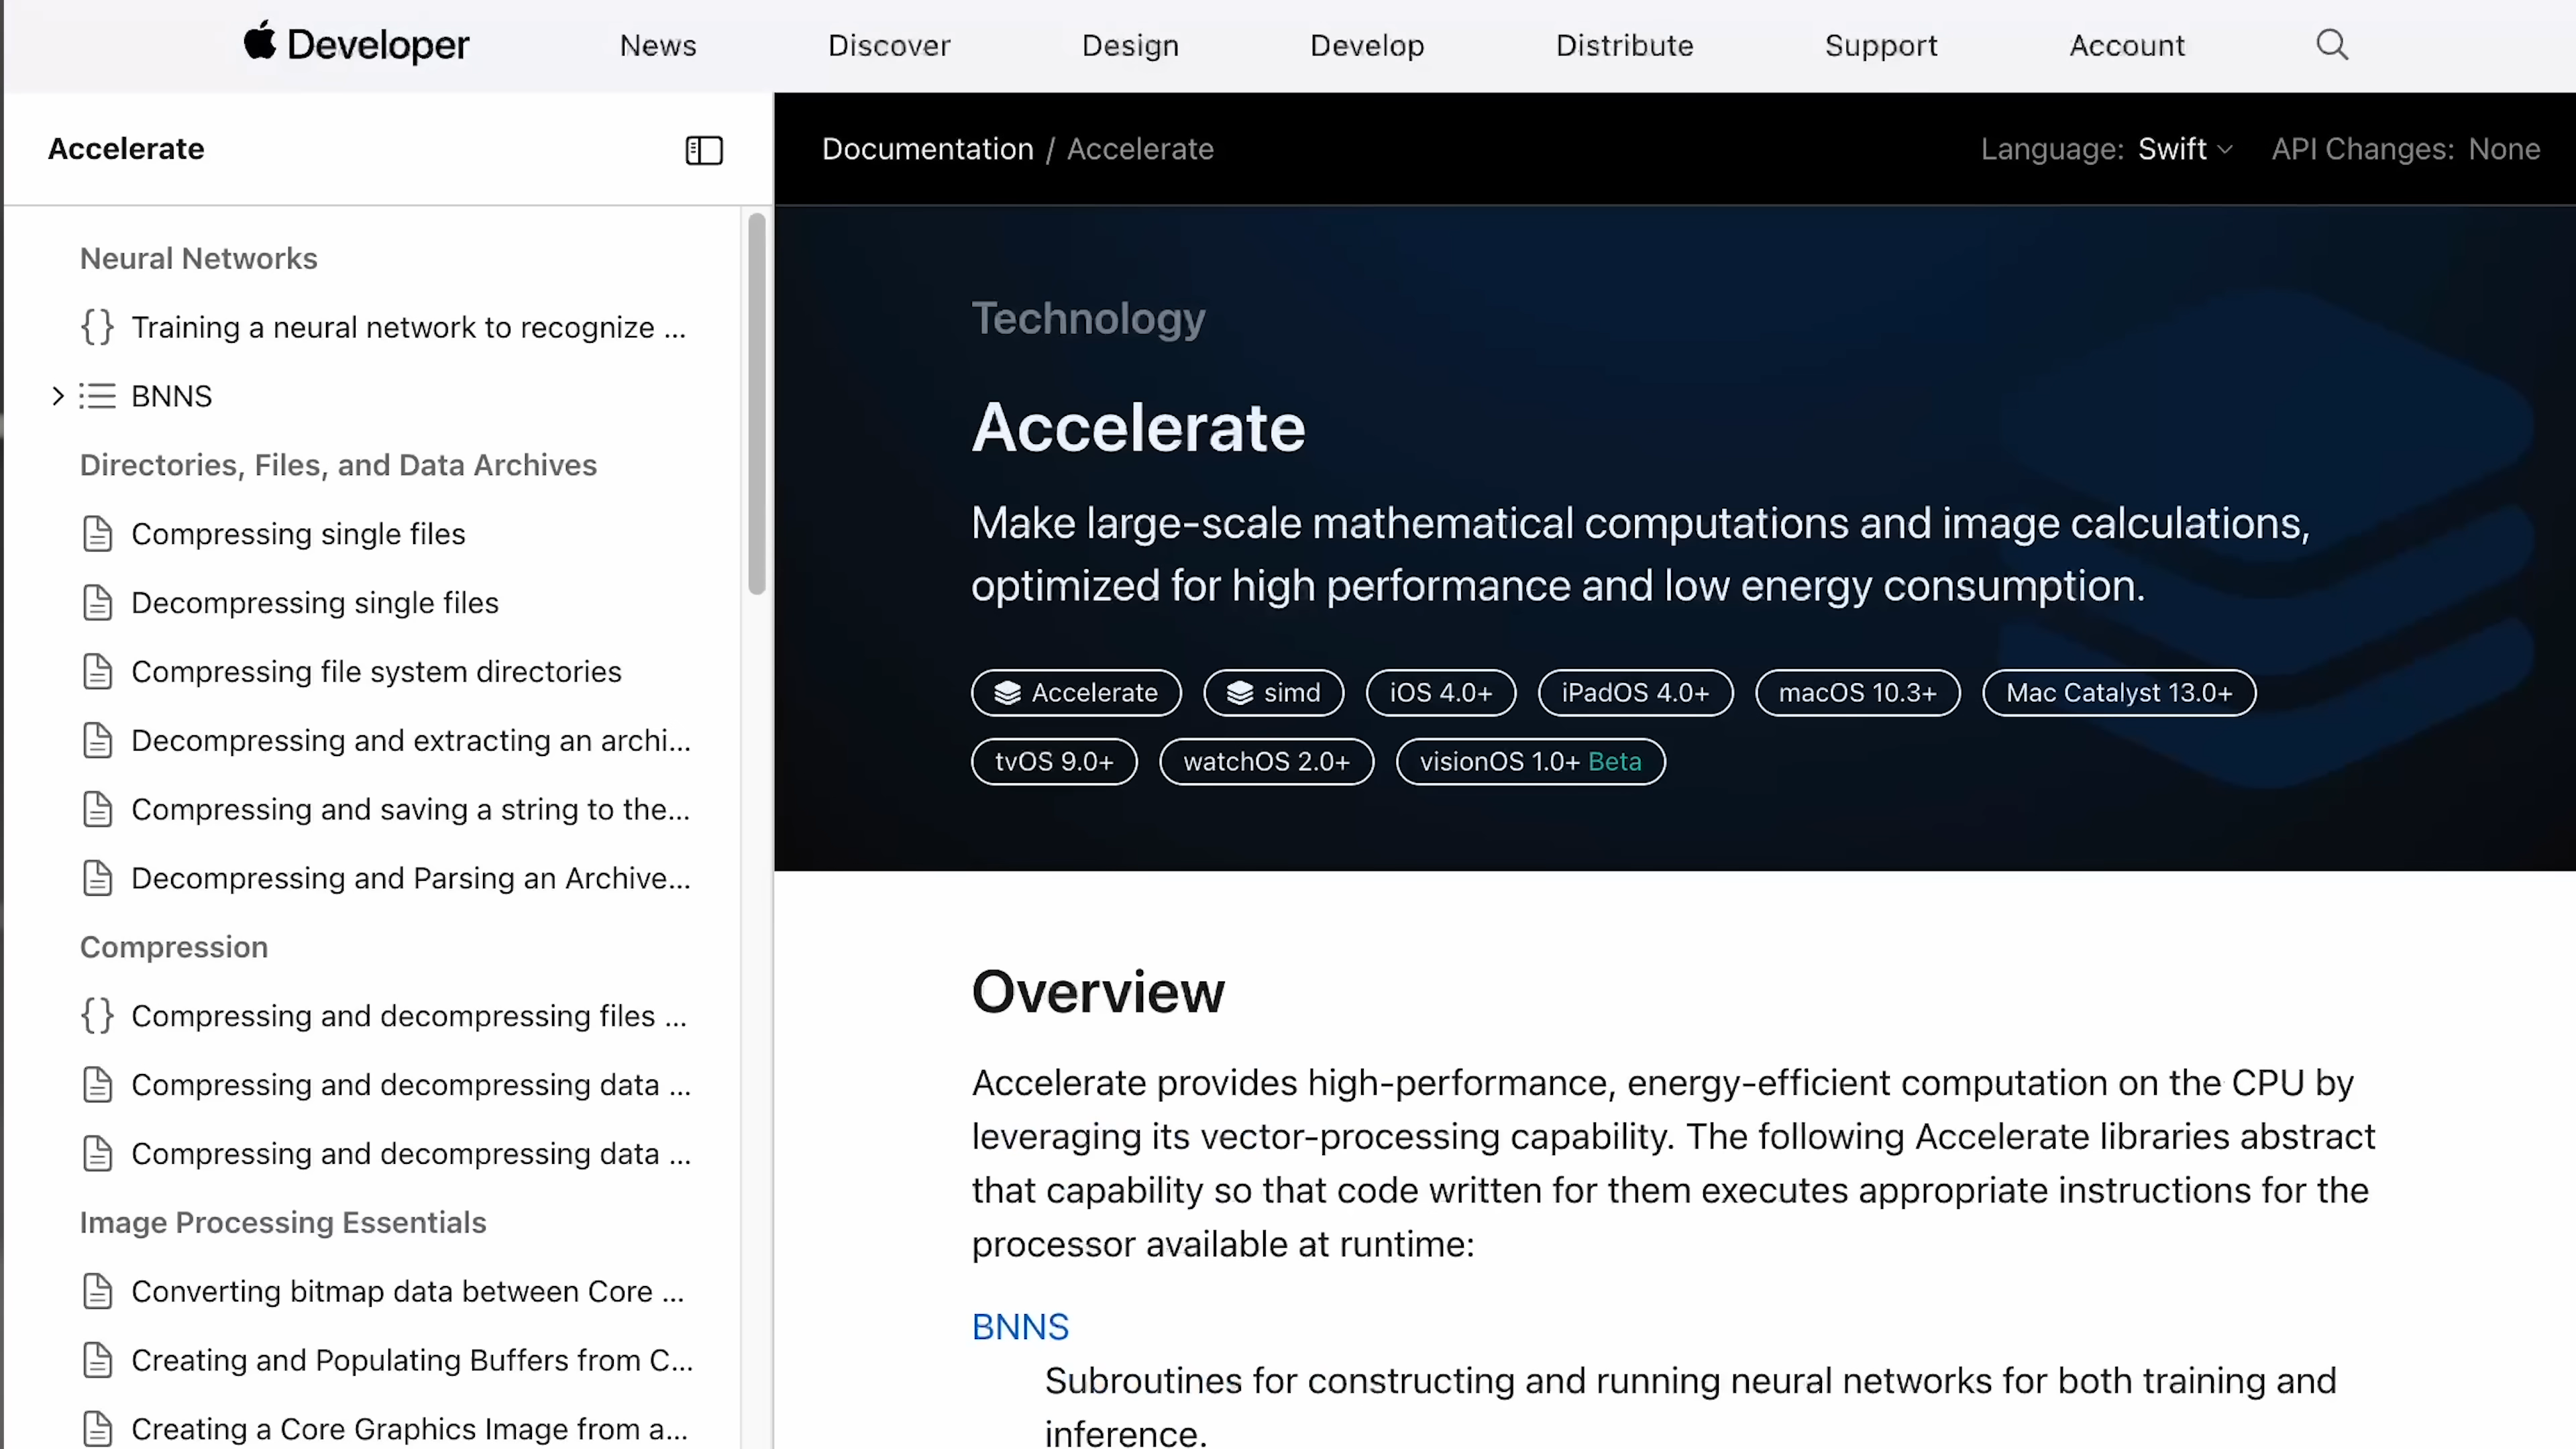 Developer News Discover Design Develop Distribute Support Account
Accelerate
Documentation / Accelerate
Language: Swift API Changes: None
Neural Networks
{} Training a neural network to recognize ...
BNNS
Directories, Files, and Data Archives
Compressing single files
Decompressing single files
Compressing file system directories
Decompressing and extracting an archi...
Compressing and saving a string to the...
Decompressing and Parsing an Archive...
Compression
{} Compressing and decompressing files ...
Compressing and decompressing data ...
Compressing and decompressing data ...
Image Processing Essentials
Converting bitmap data between Core ...
Creating and Populating Buffers from C...
Creating a Core Graphics Image from a...
Technology
Accelerate
Make large-scale mathematical computations and image calculations,
optimized for high performance and low energy consumption.
Accelerate simd iOS 4.0+ iPadOS 4.0+ macOS 10.3+ Mac Catalyst 13.0+
tvOS 9.0+ watchOS 2.0+ visionOS 1.0+ Beta
Overview
Accelerate provides high-performance, energy-efficient computation on the CPU by
leveraging its vector-processing capability. The following Accelerate libraries abstract
that capability so that code written for them executes appropriate instructions for the
processor available at runtime:
BNNS
Subroutines for constructing and running neural networks for both training and
inference.